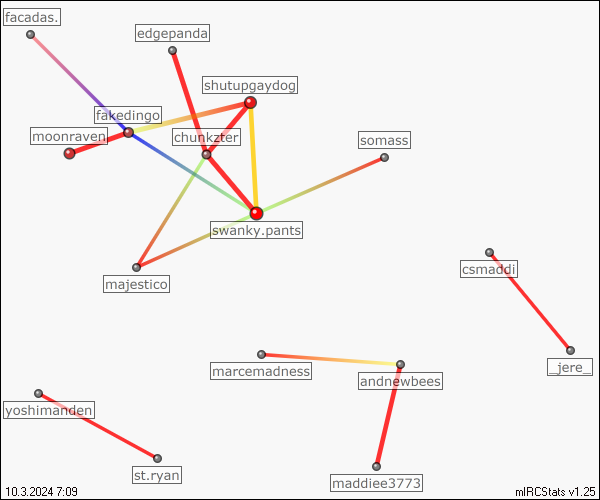 facadas.
edgepanda
shutupgaydog
fakedingo
moonraven
chunkzter
somass
swanky.pants
csmaddi
majestico
marcemadness
_jere_
andnewbees
yoshimanden
st.ryan
maddiee3773
10.3.2024 7:09
mIRCStats v1.25